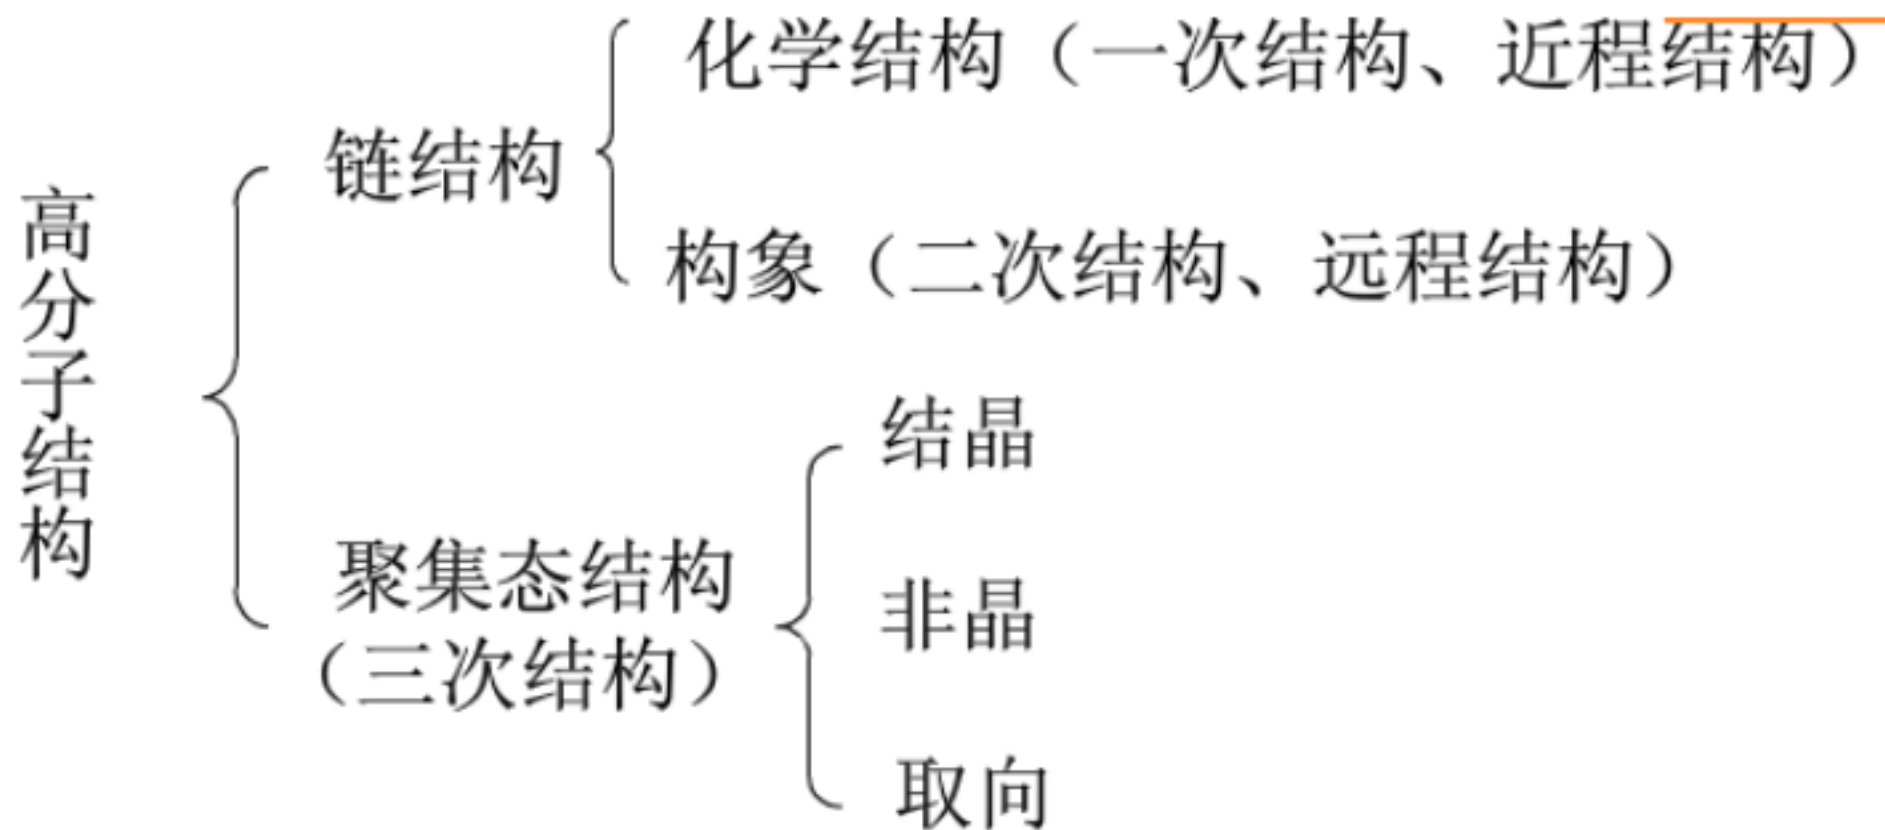 高分子结构
链结构
化学结构（一次结构、近程结构）
构象（二次结构、远程结构）
聚集态结构
（三次结构）
结晶
非晶
取向